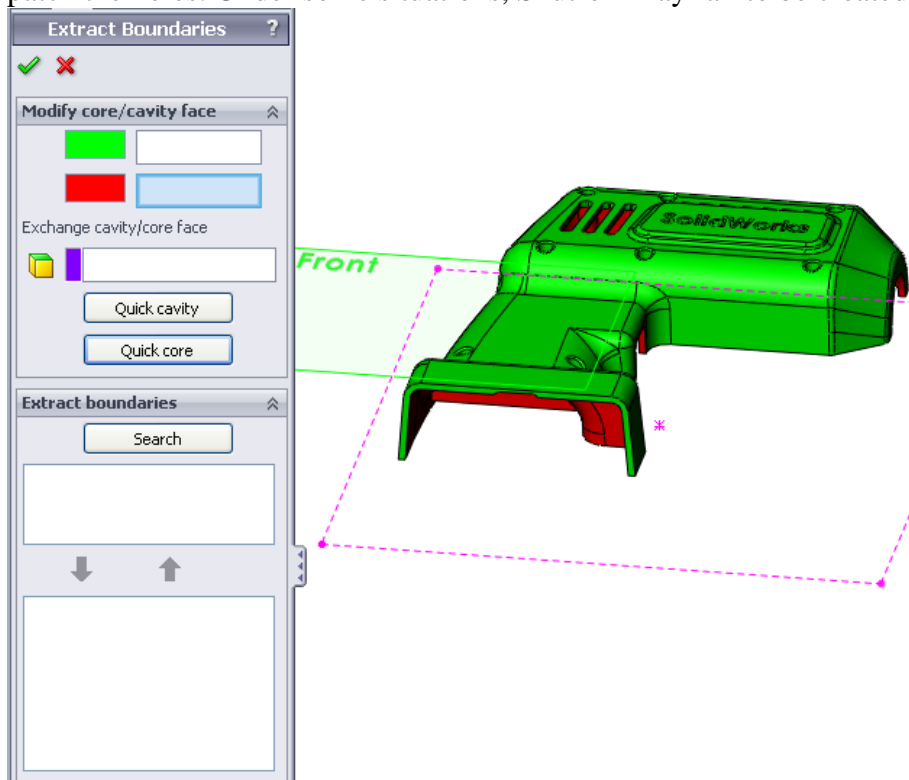 Extract Boundaries ?
Modify core/cavity face
Exchange cavity/core face
Quick cavity
Quick core
Extract boundaries
Search
Front
SolidWorks